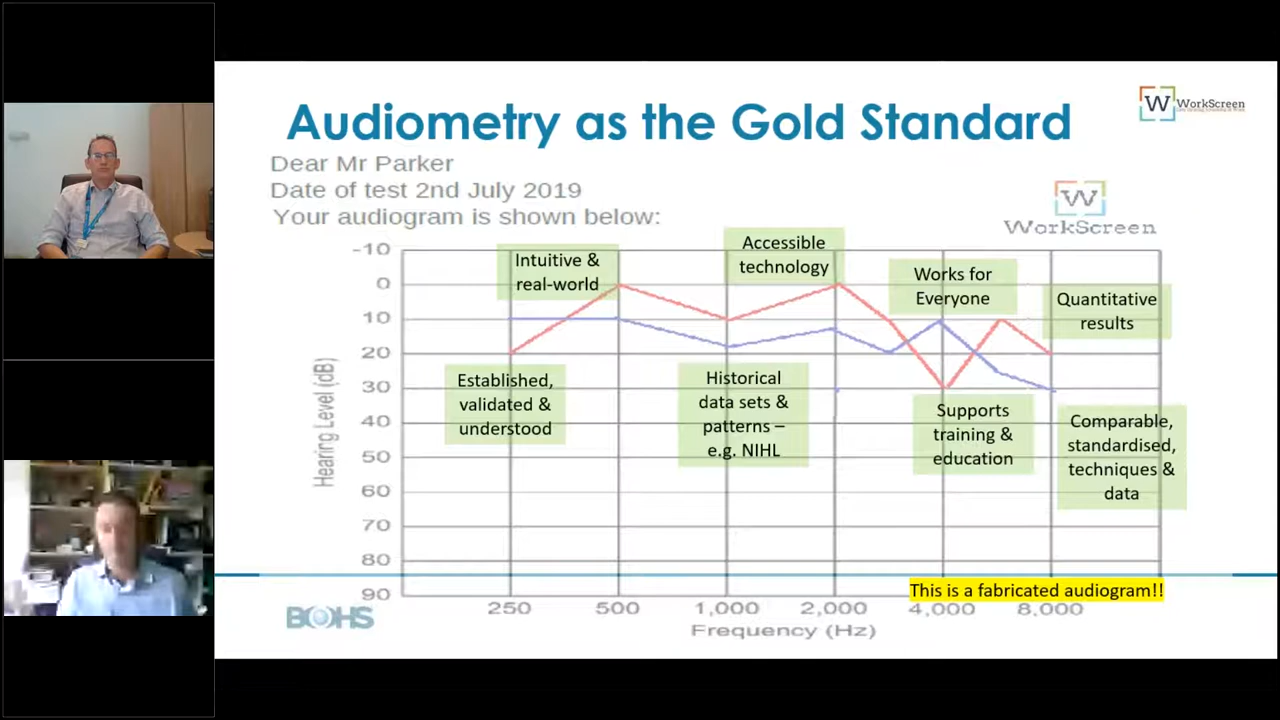 Audiometry as the Gold Standard
WorkScreen
Dear Mr Parker
Date of test 2nd July 2019
Your audiogram is shown below:
W
WorkScreen
Intuitive &
real-world
Accessible
technology
Works for
Everyone
Quantitative
results
Established,
validated &
understood
Historical
data sets &
patterns –
e.g. NIHL
Supports
training &
education
Comparable,
standardised,
techniques &
data
Hearing Level (dB)
-10
0
10
20
30
40
50
60
70
80
90
This is a fabricated audiogram!!
250
500
1,000
2,000
4,000
8,000
Frequency (Hz)
BOHS